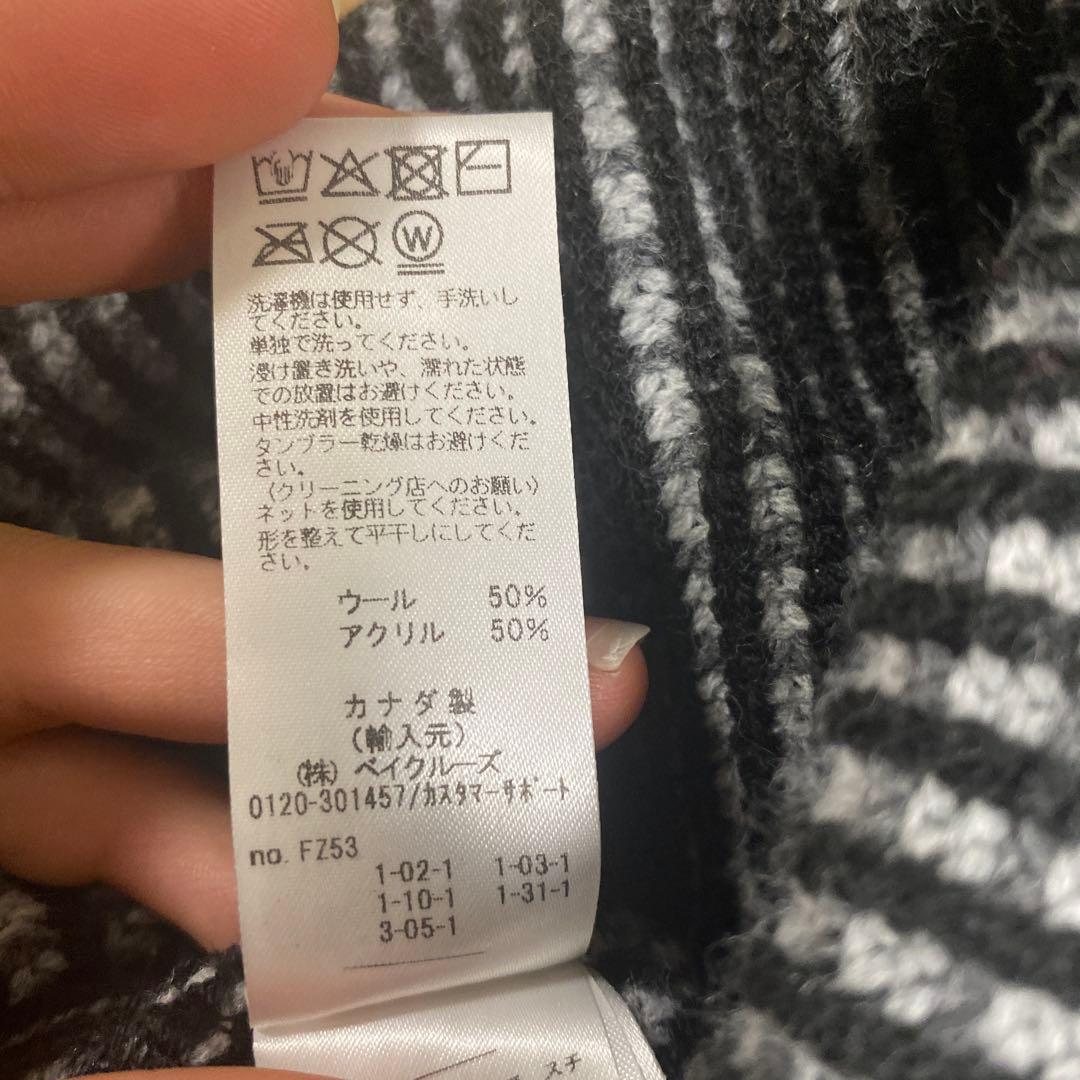 W
洗濯機は使用せず、手洗いし
てください。
単独で洗ってください。
浸け置き洗いや、濡れた状態
での放置はお避けください。
中性洗剤を使用してください。
タンブラー乾燥はお避けくだ
さい。
(クリーニング店へのお願い)
ネットを使用してください。
形を整えて平干しにしてくだ
さい。
ウール 50%
アクリル 50%
カナダ製
(輸入元)
(株) ベイクルーズ
0120-301457/カスタマーサポート
no. FZ53
1-02-1 1-03-1
1-10-1 1-31-1
3-05-1
スチ